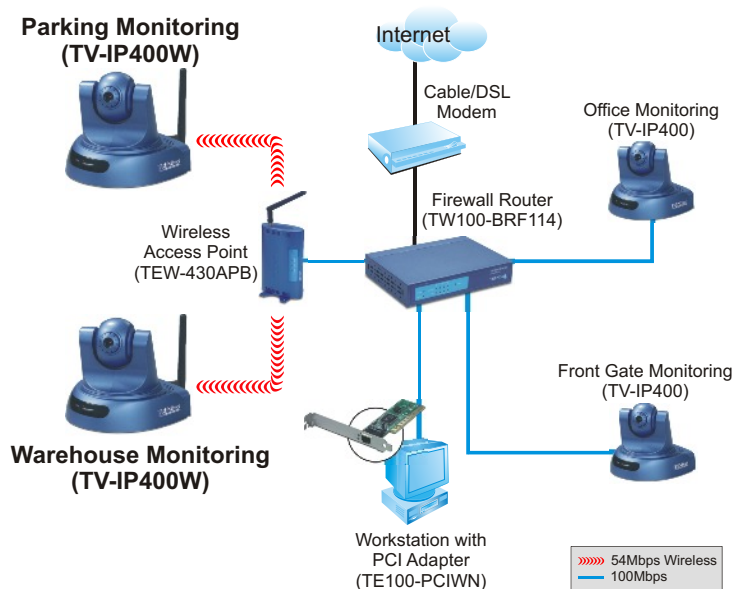 Parking Monitoring
(TV-IP400W)
Internet
Cable/DSL
Modem
Office Monitoring
(TV-IP400)
Firewall Router
(TW100-BRF114)
Wireless
Access Point
(TEW-430APB)
Front Gate Monitoring
(TV-IP400)
Warehouse Monitoring
(TV-IP400W)
Workstation with
PCI Adapter
(TE100-PCIWN)
54Mbps Wireless
100Mbps